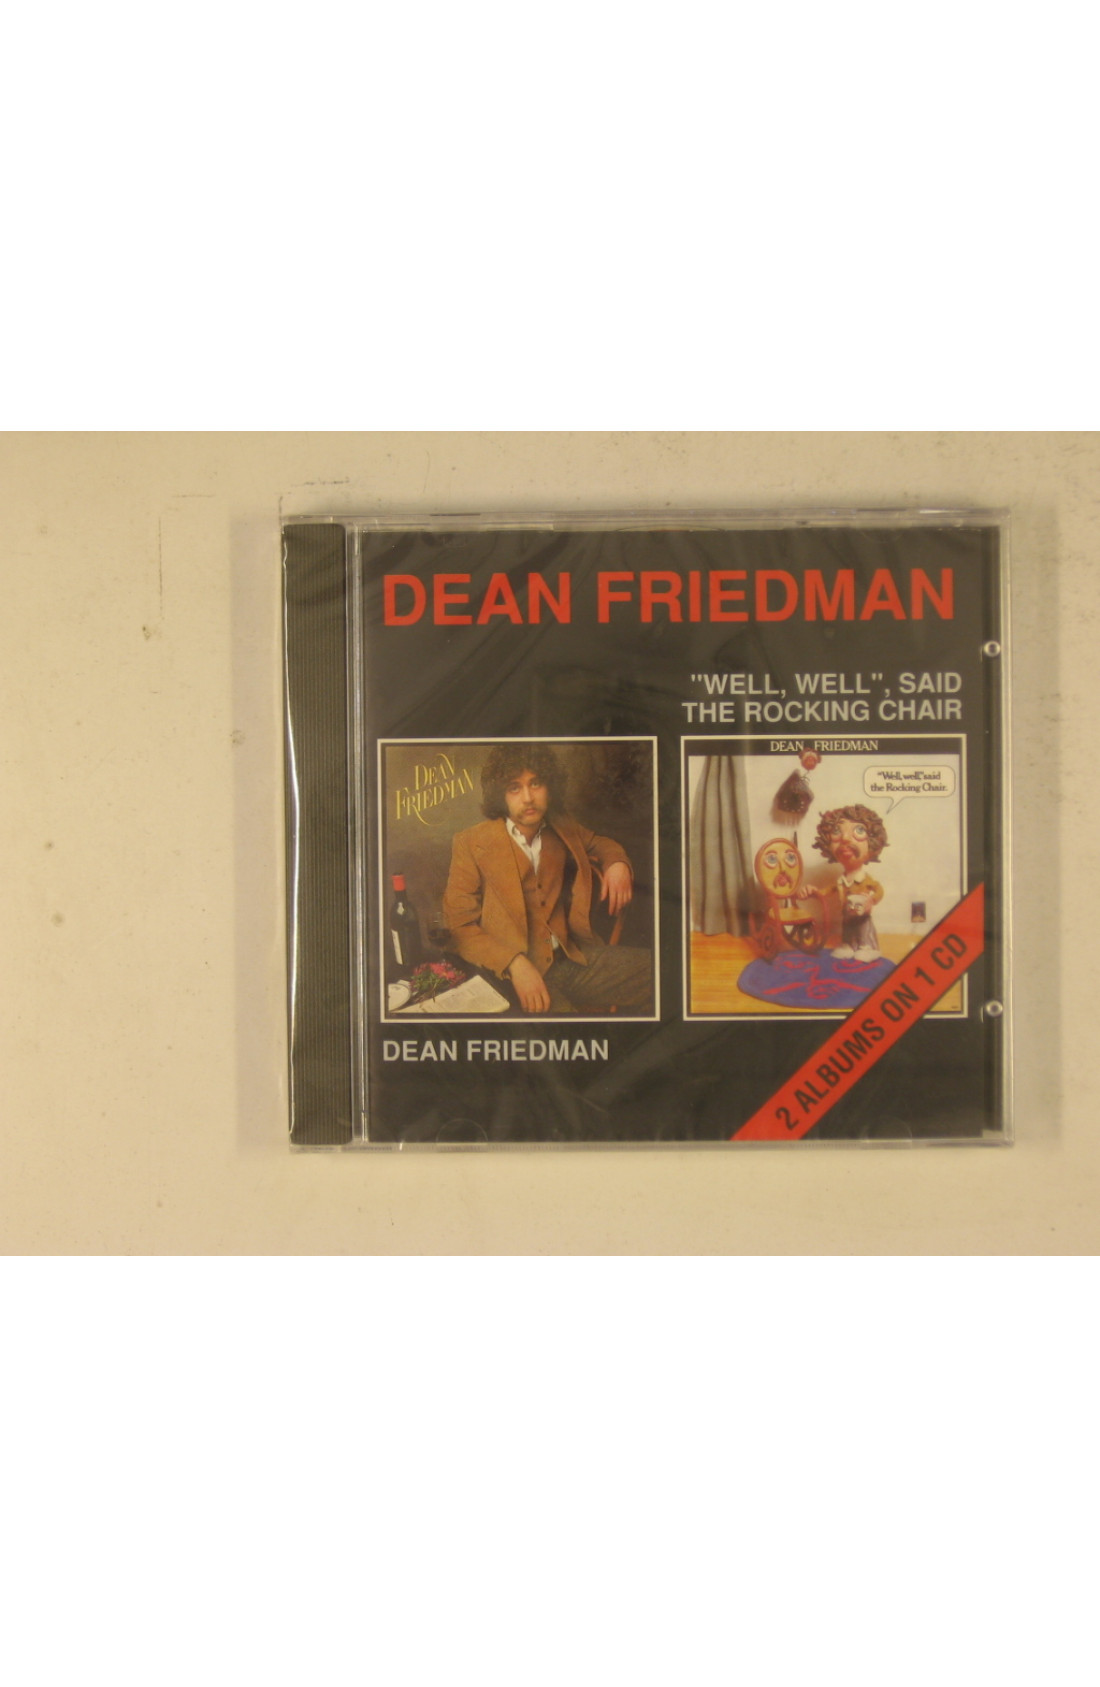 DEAN FRIEDMAN
"WELL, WELL", SAID
THE ROCKING CHAIR
DEAN
FRIEDMAN
DEAN FRIEDMAN
"Well, well," said
the Rocking Chair.
DEAN FRIEDMAN
2 ALBUMS ON 1 CD